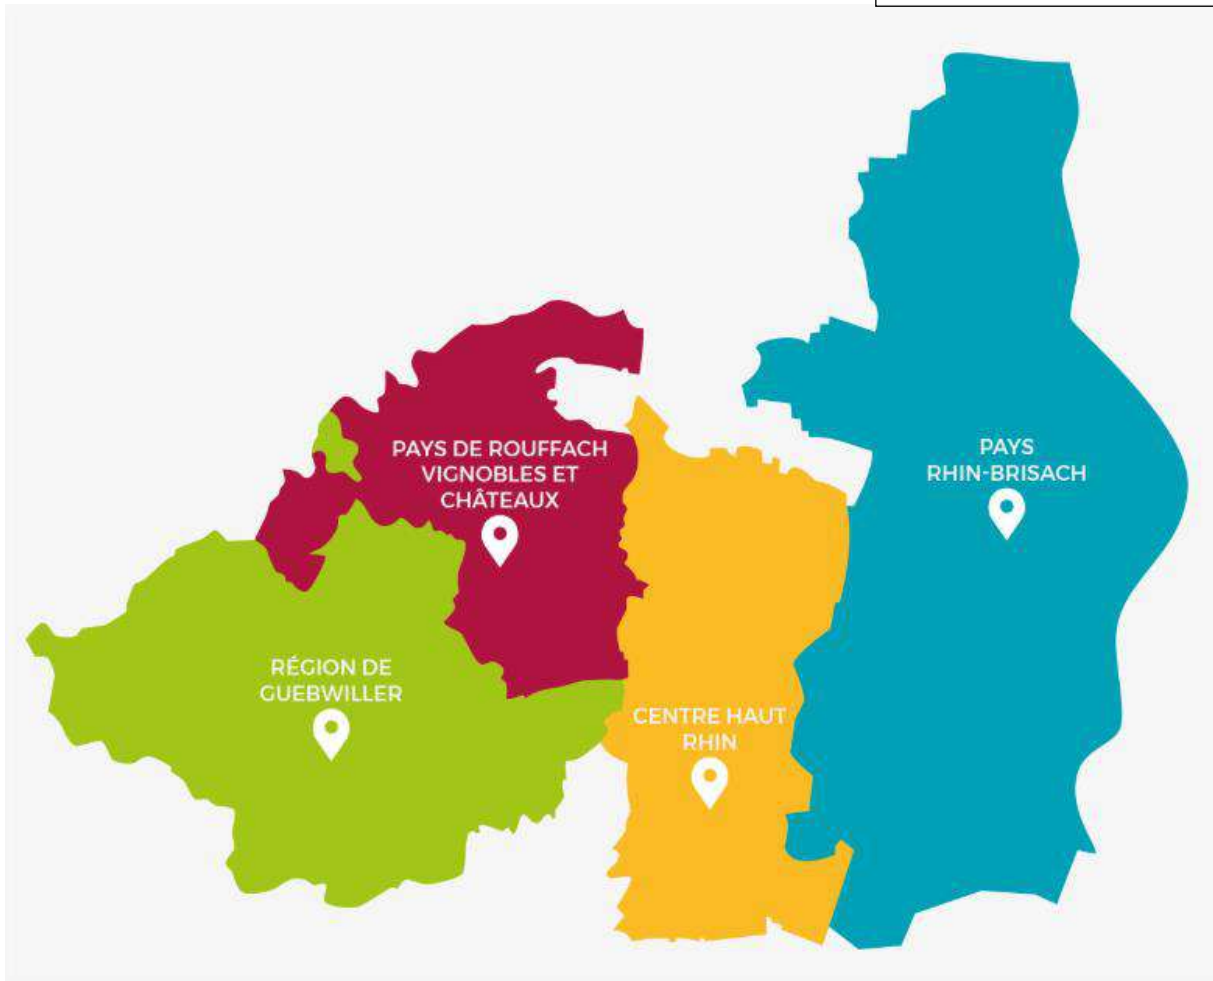 PAYS DE ROUFFACH
VIGNOBLES ET
CHÂTEAUX
PAYS
RHIN-BRISACH
RÉGION DE
GUEBWILLER
CENTRE HAUT
RHIN